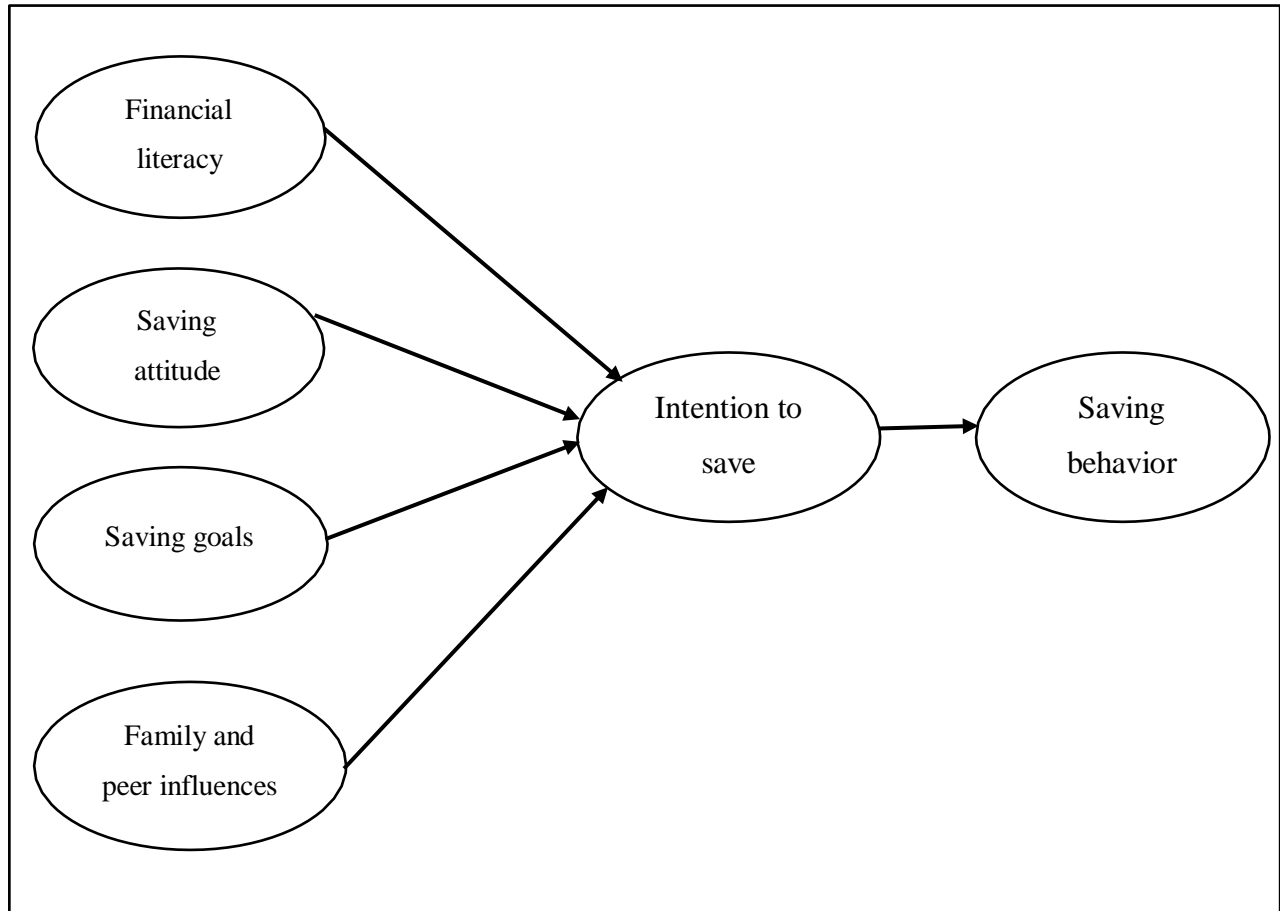 Financial
literacy
Saving
attitude
Saving goals
Family and
peer influences
Intention to
save
Saving
behavior